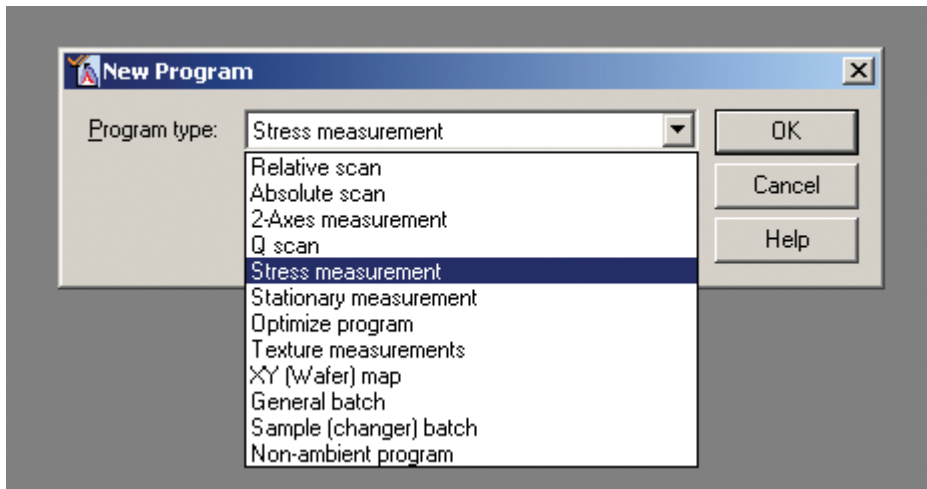 New Program
Program type: Stress measurement
OK
Relative scan
Absolute scan
Cancel
2-Axes measurement
Q scan
Help
Stress measurement
Stationary measurement
Optimize program
Texture measurements
XY (Wafer) map
General batch
Sample (changer) batch
Non-ambient program